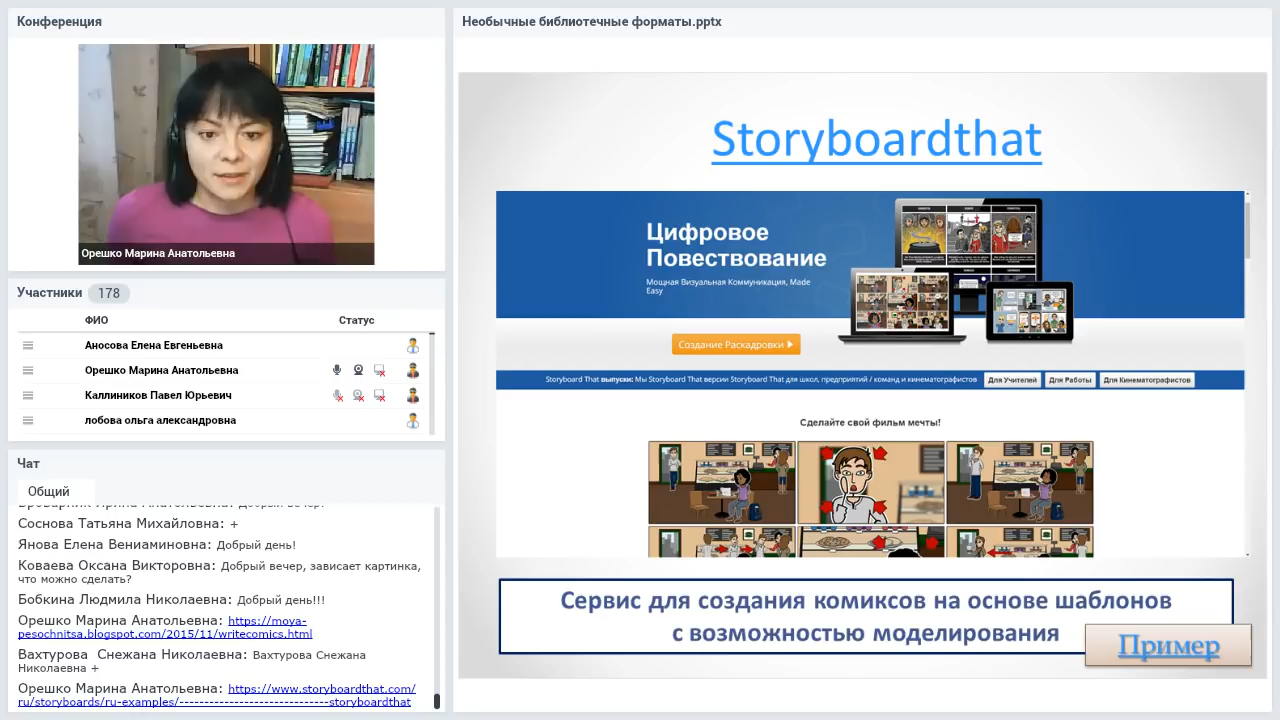 Конференция
Орешко Марина Анатольевна
Участники 178
ФИО Статус
Аносова Елена Евгеньевна
Орешко Марина Анатольевна
Каллиников Павел Юрьевич
лобова ольга александровна
Чат
Общий
Соснова Татьяна Михайловна: +
Янова Елена Вениаминовна: Добрый день!
Коваева Оксана Викторовна: Добрый вечер, зависает картинка,
что можно сделать?
Бобкина Людмила Николаевна: Добрый день!!!
Орешко Марина Анатольевна: https://moya-
pesochnitsa.blogspot.com/2015/11/writecomics.html
Вахтурова Снежана Николаевна: Вахтурова Снежана
Николаевна +
Орешко Марина Анатольевна: https://www.storyboardthat.com/
ru/storyboards/ru-examples/------------------------------storyboardthat
Необычные библиотечные форматы.pptx
Storyboardthat
Цифровое
Повествование
Мощная Визуальная Коммуникация, Made
Easy
Создание Раскадровки
Storyboard That выпуски: Мы Storyboard That версии Storyboard That для школ, предприятий / команд и кинематографистов Для Учителей Для Работы Для Кинематографистов
Сделайте свой фильм мечты!
Сервис для создания комиксов на основе шаблонов
с возможностью моделирования
Пример